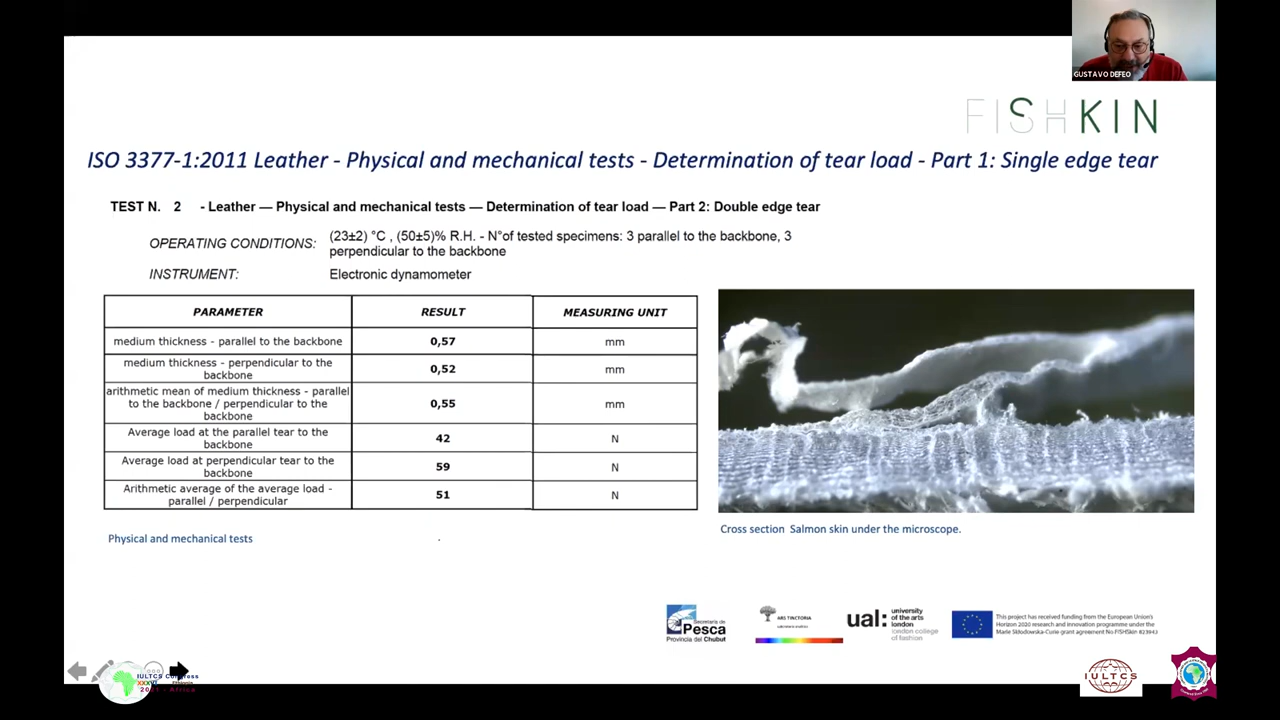 GUSTAVO DEFEO
FISHKIN
ISO 3377-1:2011 Leather - Physical and mechanical tests - Determination of tear load - Part 1: Single edge tear
TEST N. 2 - Leather — Physical and mechanical tests — Determination of tear load — Part 2: Double edge tear
OPERATING CONDITIONS: (23±2) °C , (50±5)% R.H. - N°of tested specimens: 3 parallel to the backbone, 3
perpendicular to the backbone
INSTRUMENT: Electronic dynamometer
PARAMETER RESULT MEASURING UNIT
medium thickness - parallel to the backbone 0,57 mm
medium thickness - perpendicular to the
backbone 0,52 mm
arithmetic mean of medium thickness - parallel
to the backbone / perpendicular to the
backbone 0,55 mm
Average load at the parallel tear to the
backbone 42 N
Average load at perpendicular tear to the
backbone 59 N
Arithmetic average of the average load -
parallel / perpendicular 51 N
Physical and mechanical tests
Cross section Salmon skin under the microscope.
Secretaría de
Pesca
Provincia del Chubut
ARS TINCTORIA
ual:
university
of the arts
london
london college
of fashion
This project has received funding from the European Union's
Horizon 2020 research and innovation programme under the
Marie Skłodowska-Curie grant agreement No FISHSkin 823943
IULTCS Congress
XXXVI Ethiopia
2021 - Africa
IULTCS